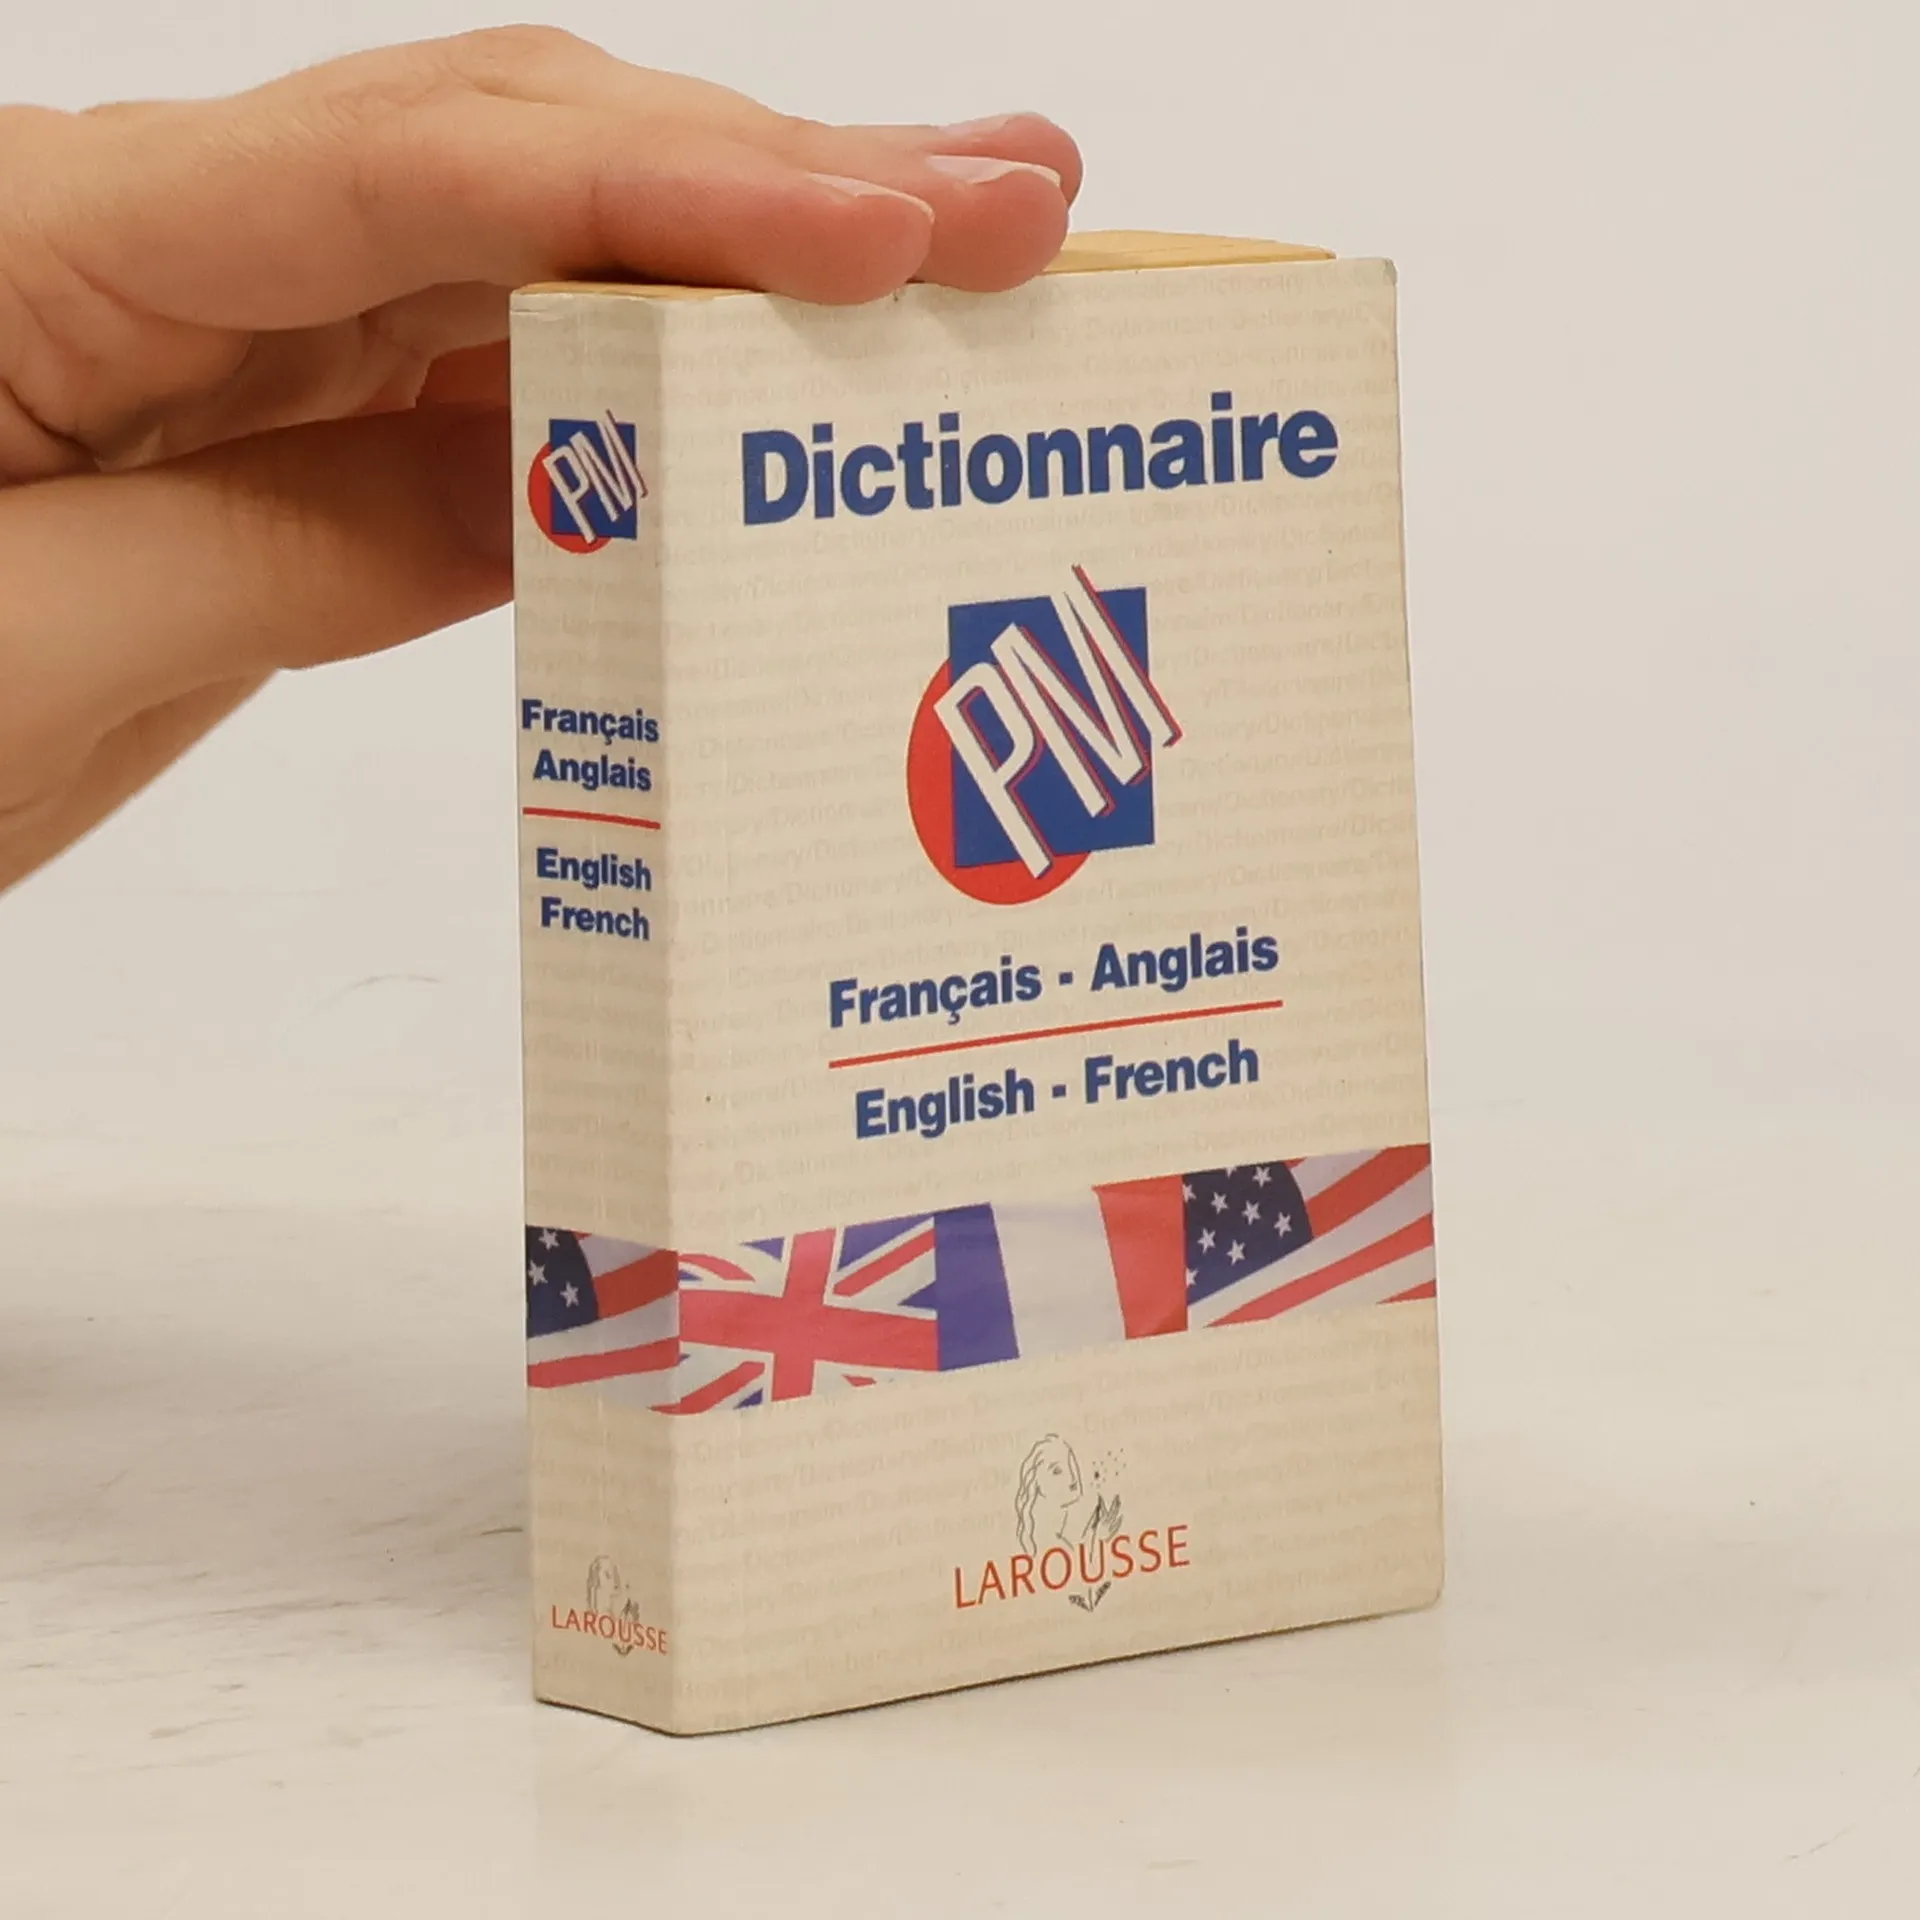 PM
Français
Anglais
English
French
LAROUSSE
Dictionnaire
PM
Français - Anglais
English - French
LAROUSSE